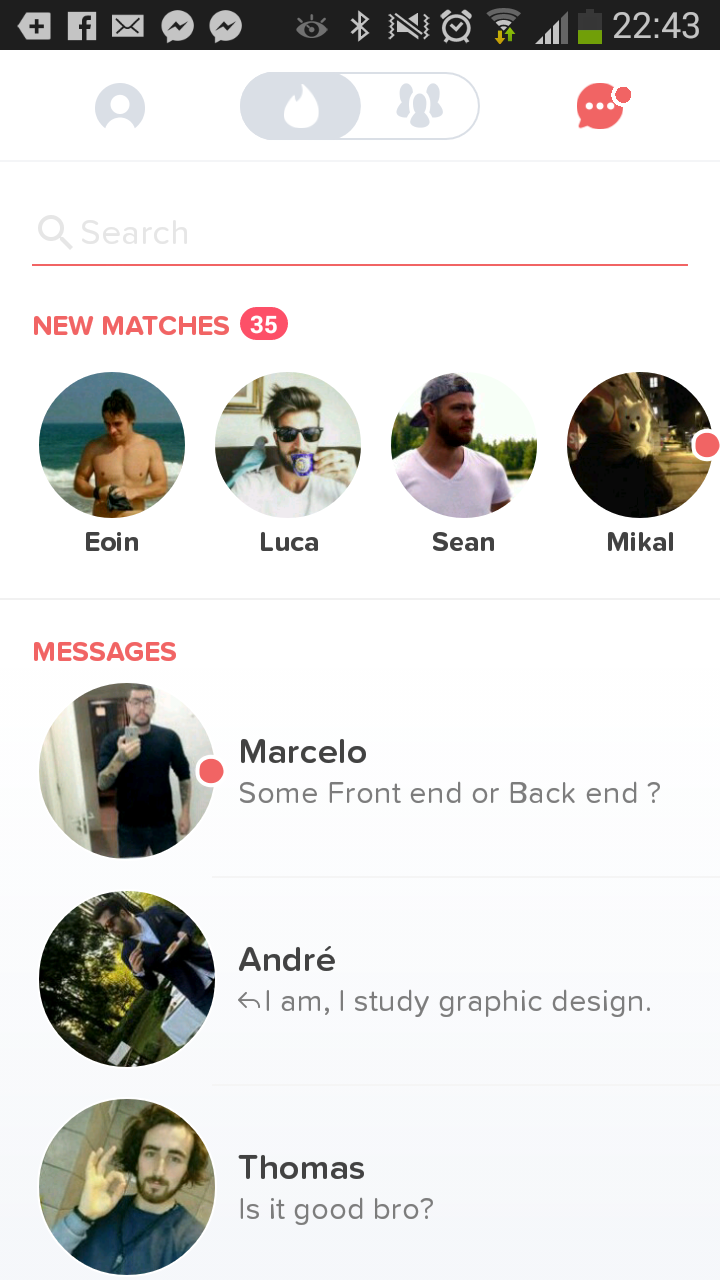 22:43
Search
NEW MATCHES 35
Eoin Luca Sean Mikal
MESSAGES
Marcelo
Some Front end or Back end ?
André
I am, I study graphic design.
Thomas
Is it good bro?